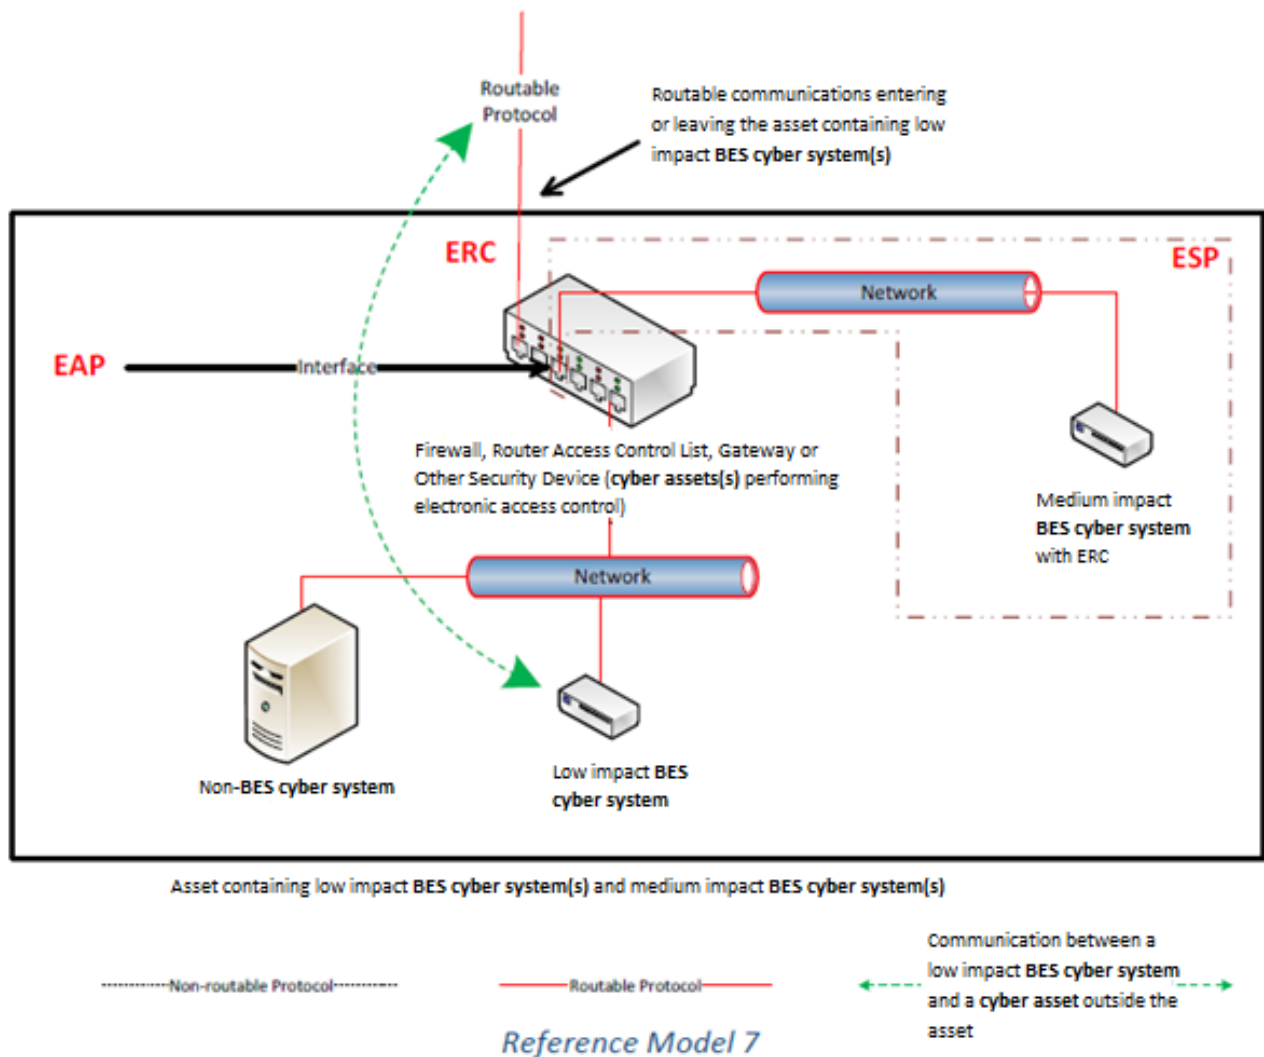 Routable
Protocol
Routable communications entering
or leaving the asset containing low
impact BES cyber system(s)
ERC
ESP
Network
EAP
Interface
Firewall, Router Access Control List, Gateway or
Other Security Device (cyber assets(s) performing
electronic access control)
Medium impact
BES cyber system
with ERC
Network
Non-BES cyber system
Low impact BES
cyber system
Asset containing low impact BES cyber system(s) and medium impact BES cyber system(s)
Non-routable Protocol
Routable Protocol
Communication between a
low impact BES cyber system
and a cyber asset outside the
asset
Reference Model 7